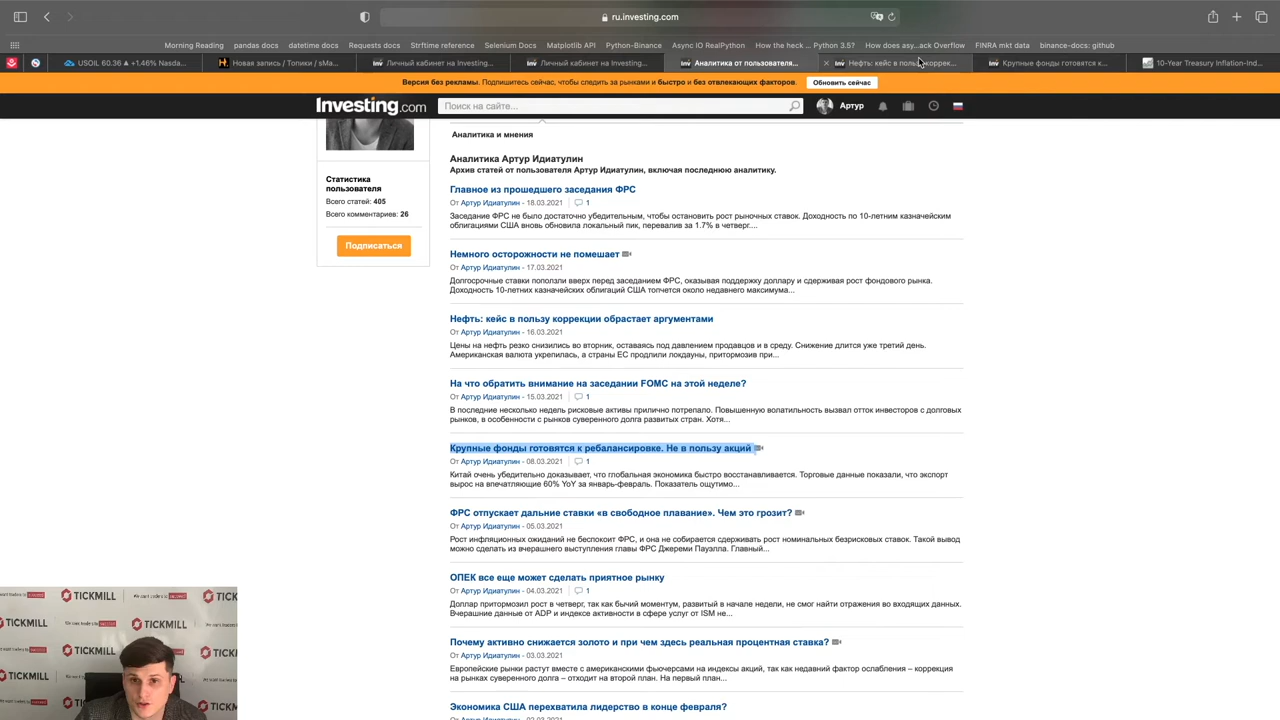 ru.investing.com
Morning Reading pandas docs datetime docs Requests docs Strftime reference Selenium Docs Matplotlib API Python-Binance Async IO RealPython How the heck ... Python 3.5? How does asy...ack Overflow FINRA mkt data binance-docs: github
USOIL 60.36 ▲ +1.46% Nasda... Новая запись / Топики / sMa... Личный кабинет на Investing... Личный кабинет на Investing... Аналитика от пользователя... Нефть: кейс в пользу коррек... Крупные фонды готовятся к... 10-Year Treasury Inflation-Ind...
Версия без рекламы. Подпишитесь сейчас, чтобы следить за рынками и быстро и без отвлекающих факторов. Обновить сейчас
Investing.com Поиск на сайте... Артур
Аналитика и мнения
Аналитика Артур Идиатулин
Архив статей от пользователя Артур Идиатулин, включая последнюю аналитику.
Статистика
пользователя
Всего статей: 405
Всего комментариев: 26
Подписаться
Главное из прошедшего заседания ФРС
От Артур Идиатулин - 18.03.2021 1
Заседание ФРС не было достаточно убедительным, чтобы остановить рост рыночных ставок. Доходность по 10-летним казначейским
облигациями США вновь обновила локальный пик, перевалив за 1.7% в четверг....
Немного осторожности не помешает
От Артур Идиатулин - 17.03.2021
Долгосрочные ставки поползли вверх перед заседанием ФРС, оказывая поддержку доллару и сдерживая рост фондового рынка.
Доходность 10-летних казначейских облигаций США топчется около недавнего максимума...
Нефть: кейс в пользу коррекции обрастает аргументами
От Артур Идиатулин - 16.03.2021
Цены на нефть резко снизились во вторник, оставаясь под давлением продавцов и в среду. Снижение длится уже третий день.
Американская валюта укрепилась, а страны ЕС продлили локдауны, притормозив при...
На что обратить внимание на заседании FOMC на этой неделе?
От Артур Идиатулин - 15.03.2021 1
В последние несколько недель рисковые активы прилично потрепало. Повышенную волатильность вызвал отток инвесторов с долговых
рынков, в особенности с рынков суверенного долга развитых стран. Хотя...
Крупные фонды готовятся к ребалансировке. Не в пользу акций
От Артур Идиатулин - 08.03.2021 1
Китай очень убедительно доказывает, что глобальная экономика быстро восстанавливается. Торговые данные показали, что экспорт
вырос на впечатляющие 60% YoY за январь-февраль. Показатель ощутимо...
ФРС отпускает дальние ставки «в свободное плавание». Чем это грозит?
От Артур Идиатулин - 05.03.2021
Рост инфляционных ожиданий не беспокоит ФРС, и она не собирается сдерживать рост номинальных безрисковых ставок. Такой вывод
можно сделать из вчерашнего выступления главы ФРС Джереми Пауэлла. Главный...
ОПЕК все еще может сделать приятное рынку
От Артур Идиатулин - 04.03.2021 1
Доллар притормозил рост в четверг, так как бычий моментум, развитый в начале недели, не смог найти отражения во входящих данных.
Вчерашние данные от ADP и индексе активности в сфере услуг от ISM не...
Почему активно снижается золото и при чем здесь реальная процентная ставка?
От Артур Идиатулин - 03.03.2021
Европейские рынки растут вместе с американскими фьючерсами на индексы акций, так как недавний фактор ослабления – коррекция
на рынках суверенного долга – отходит на второй план. На первый план...
Экономика США перехватила лидерство в конце февраля?
TICKMILL
TICKMILL
TICKMILL
TICKMILL
TICKMILL
TICKMILL